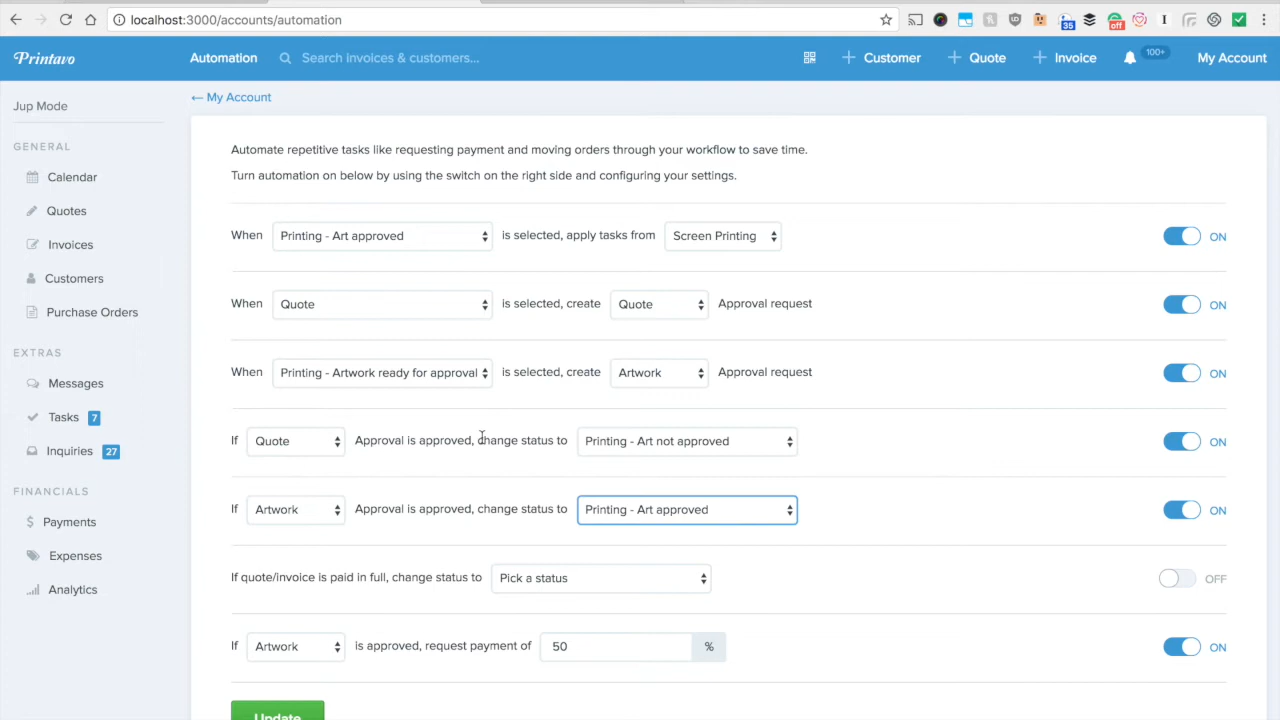 localhost:3000/accounts/automation
35
off
Printavo
Automation
Search invoices & customers...
Customer
Quote
Invoice
100+
My Account
Jup Mode
GENERAL
Calendar
Quotes
Invoices
Customers
Purchase Orders
EXTRAS
Messages
Tasks 7
Inquiries 27
FINANCIALS
$ Payments
Expenses
Analytics
← My Account
Automate repetitive tasks like requesting payment and moving orders through your workflow to save time.
Turn automation on below by using the switch on the right side and configuring your settings.
When Printing - Art approved is selected, apply tasks from Screen Printing ON
When Quote is selected, create Quote Approval request ON
When Printing - Artwork ready for approval is selected, create Artwork Approval request ON
If Quote Approval is approved, change status to Printing - Art not approved ON
If Artwork Approval is approved, change status to Printing - Art approved ON
If quote/invoice is paid in full, change status to Pick a status OFF
If Artwork is approved, request payment of 50 % ON
Update